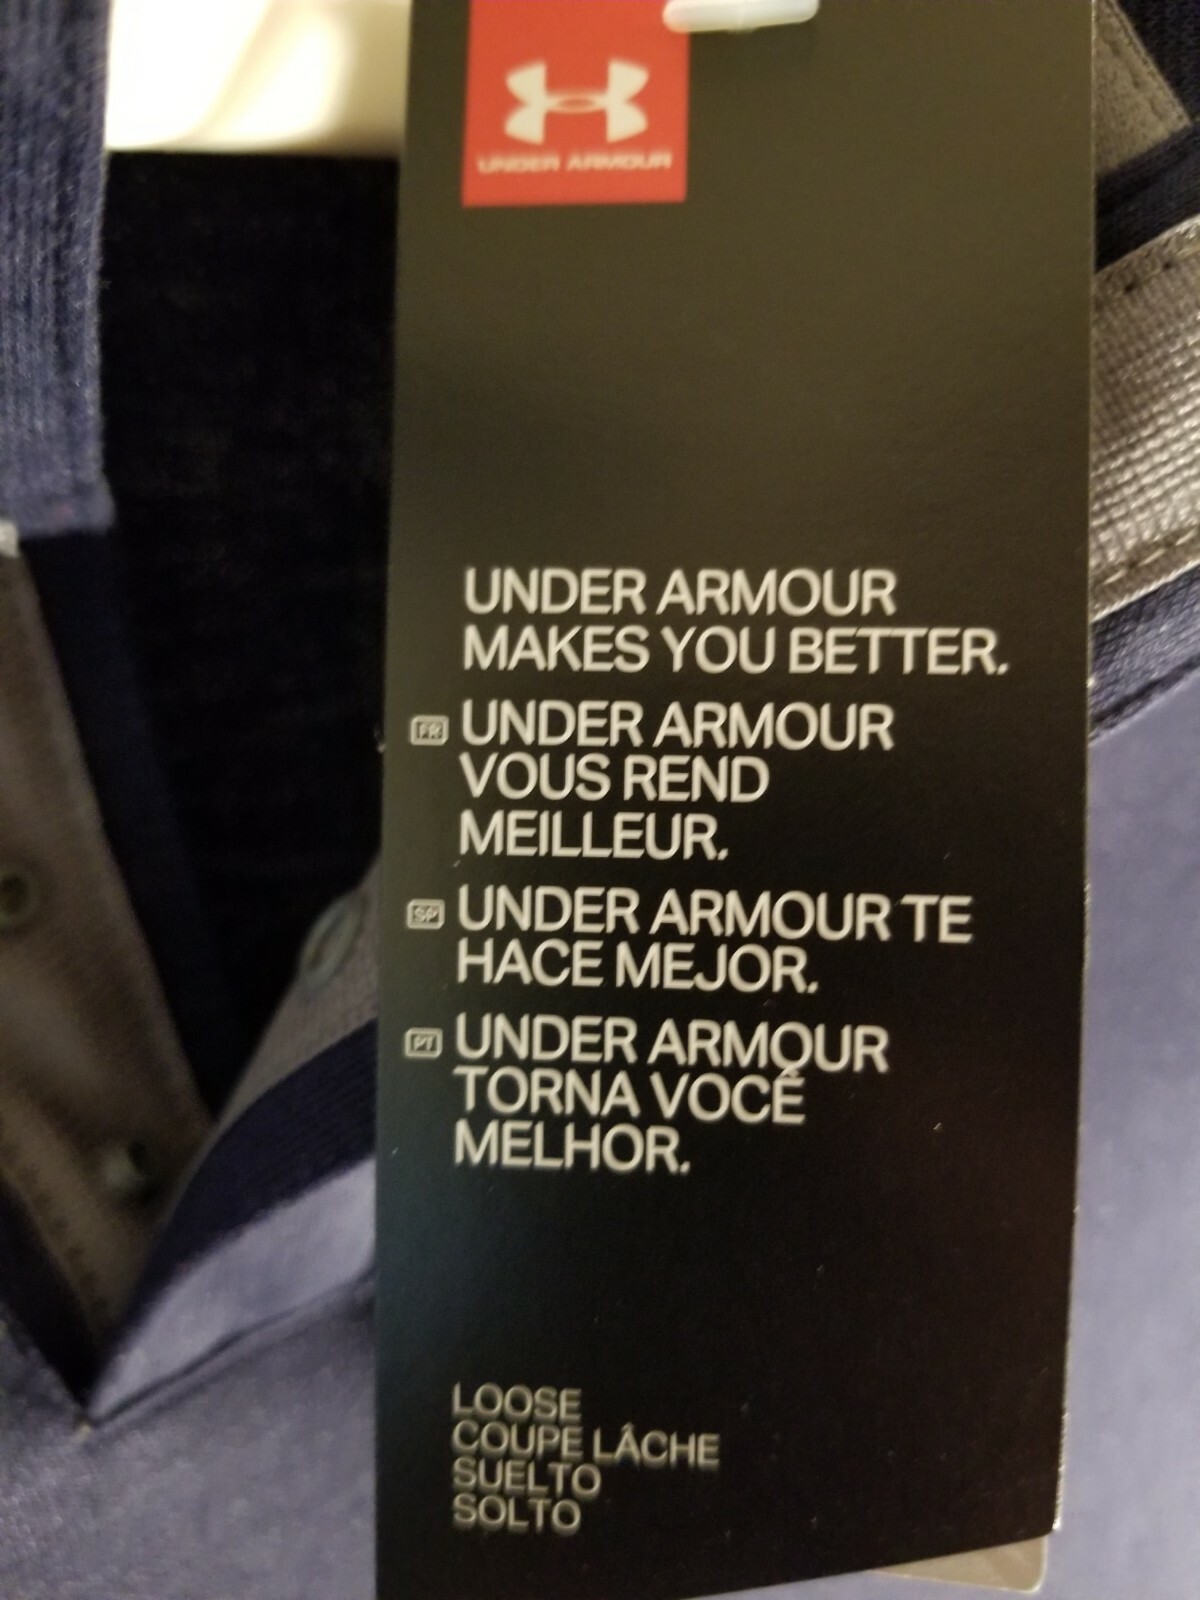 UNDER ARMOUR
UNDER ARMOUR
MAKES YOU BETTER.
FR UNDER ARMOUR
VOUS REND
MEILLEUR.
SP UNDER ARMOUR TE
HACE MEJOR.
PT UNDER ARMOUR
TORNA VOCÊ
MELHOR.
LOOSE
COUPE LÂCHE
SUELTO
SOLTO